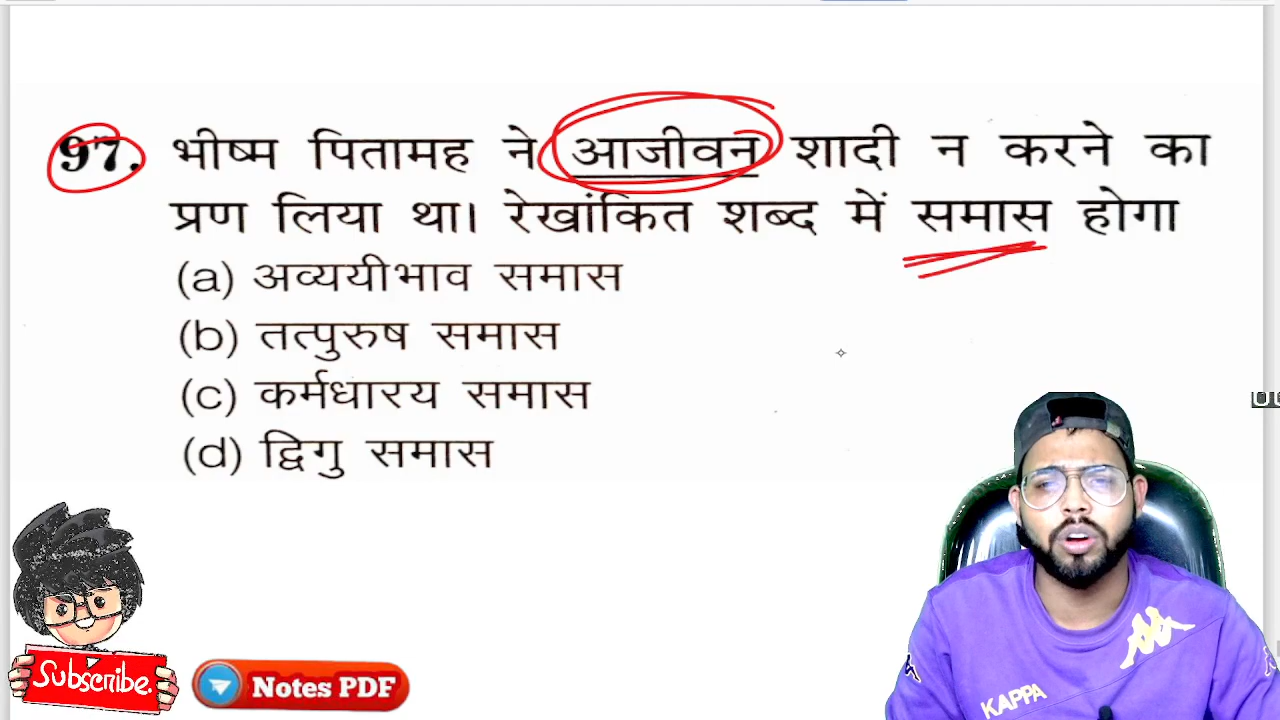 97. भीष्म पितामह ने आजीवन शादी न करने का
प्रण लिया था। रेखांकित शब्द में समास होगा
(a) अव्ययीभाव समास
(b) तत्पुरुष समास
(c) कर्मधारय समास
(d) द्विगु समास
Subscribe.
Notes PDF
KAPPA